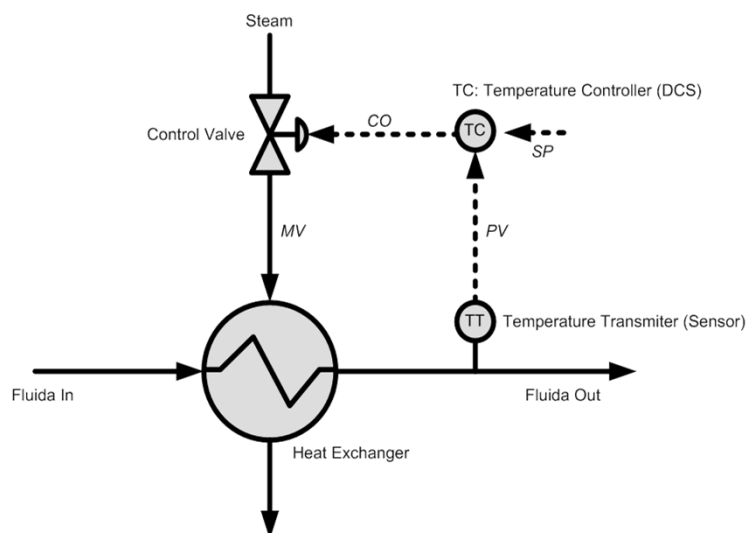 Steam
TC: Temperature Controller (DCS)
CO
TC
Control Valve
SP
MV
PV
TT
Temperature Transmiter (Sensor)
Fluida In
Fluida Out
Heat Exchanger